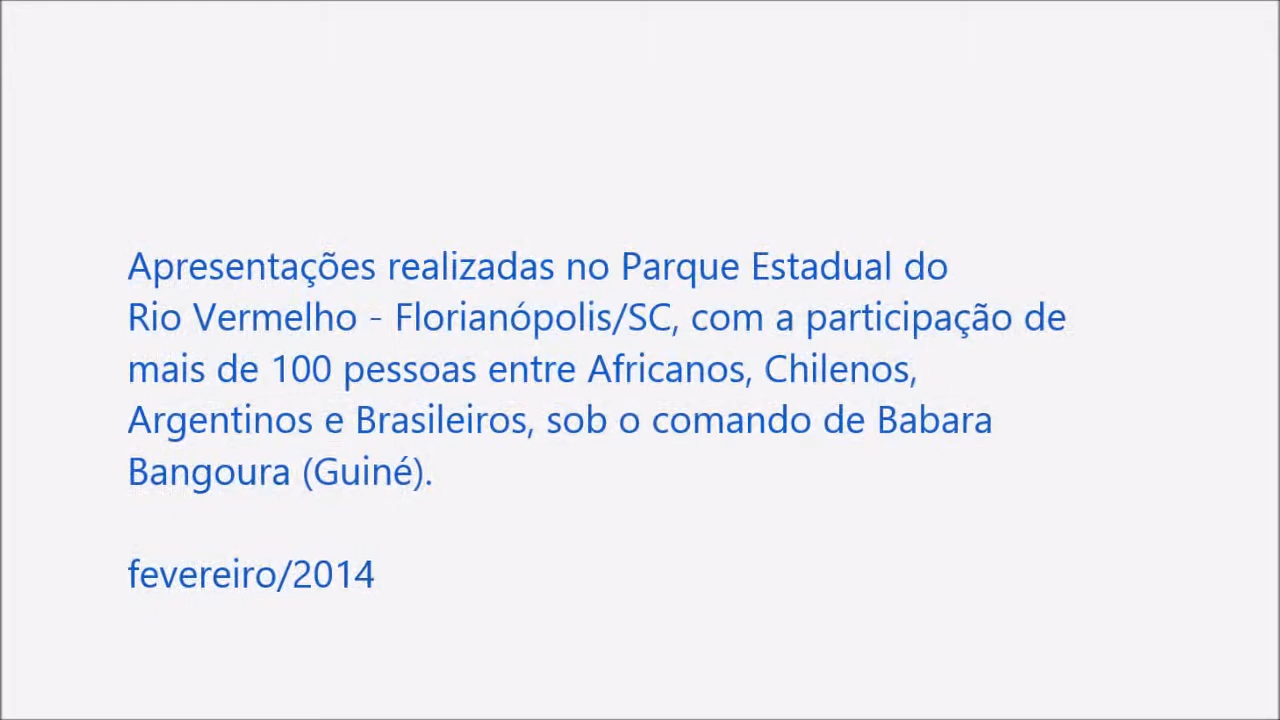 Apresentações realizadas no Parque Estadual do
Rio Vermelho - Florianópolis/SC, com a participação de
mais de 100 pessoas entre Africanos, Chilenos,
Argentinos e Brasileiros, sob o comando de Babara
Bangoura (Guiné).
fevereiro/2014